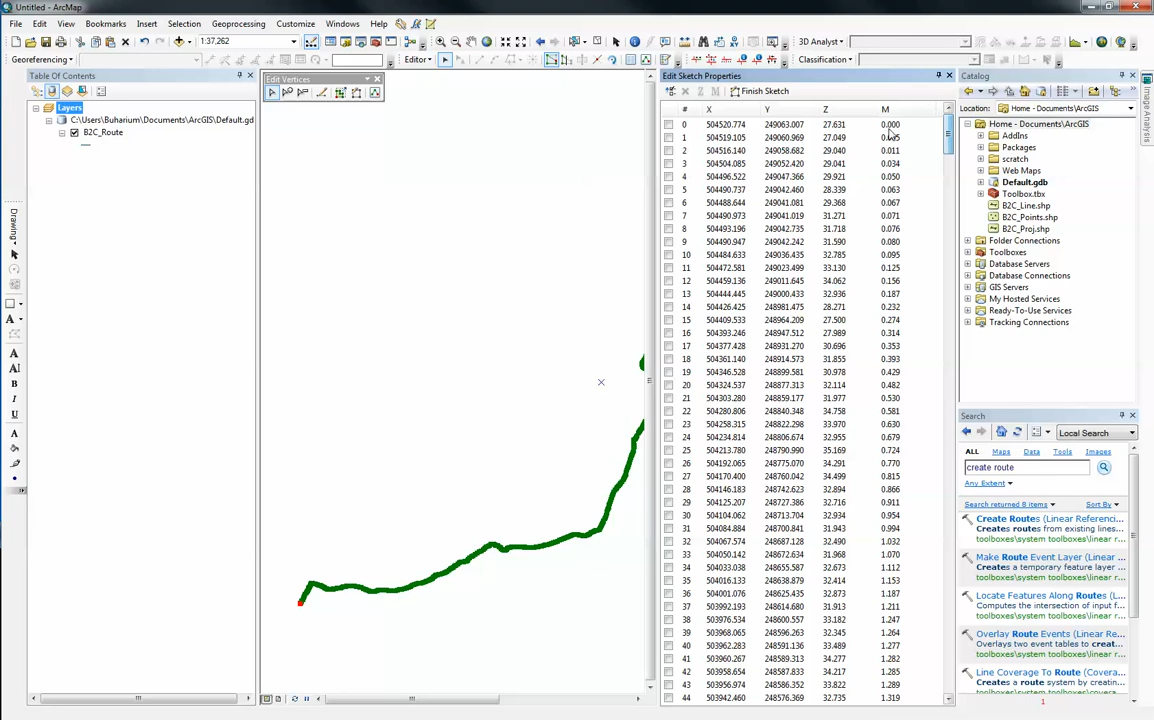 Untitled - ArcMap
File Edit View Bookmarks Insert Selection Geoprocessing Customize Windows Help
1:37,262
3D Analyst
Georeferencing
Editor
Classification
Table Of Contents
Layers
C:\Users\Buharium\Documents\ArcGIS\Default.gd
B2C_Route
Drawing
A
A
B
I
U
A
Edit Vertices
Edit Sketch Properties
Finish Sketch
# X Y Z M
0 504520.774 249063.007 27.631 0.000
1 504519.105 249060.969 27.049
2 504516.140 249058.682 29.040 0.011
3 504504.085 249052.420 29.041 0.034
4 504496.522 249047.366 29.921 0.050
5 504490.737 249042.460 28.339 0.063
6 504488.644 249041.081 29.368 0.067
7 504490.973 249041.019 31.271 0.071
8 504493.196 249042.735 31.718 0.076
9 504490.947 249042.242 31.590 0.080
10 504484.633 249036.435 32.785 0.095
11 504472.581 249023.499 33.130 0.125
12 504459.136 249011.645 34.062 0.156
13 504444.445 249000.433 32.936 0.187
14 504426.425 248981.475 28.271 0.232
15 504409.533 248964.209 27.500 0.274
16 504393.246 248947.512 27.989 0.314
17 504377.428 248931.270 30.696 0.353
18 504361.140 248914.573 31.855 0.393
19 504346.528 248899.581 30.978 0.429
20 504324.537 248877.313 32.114 0.482
21 504303.280 248859.177 31.977 0.530
22 504280.806 248840.348 34.758 0.581
23 504258.315 248822.298 33.970 0.630
24 504234.814 248806.674 32.955 0.679
25 504213.780 248790.990 35.169 0.724
26 504192.065 248775.070 34.291 0.770
27 504170.400 248760.042 34.499 0.815
28 504146.183 248742.623 32.894 0.866
29 504125.207 248727.386 32.716 0.911
30 504104.062 248713.704 32.934 0.954
31 504084.884 248700.841 31.943 0.994
32 504067.574 248687.128 32.490 1.032
33 504050.142 248672.634 31.968 1.070
34 504033.038 248655.587 32.673 1.112
35 504016.133 248638.879 32.414 1.153
36 504001.076 248625.435 32.873 1.187
37 503992.193 248614.680 31.913 1.211
38 503976.534 248600.557 33.182 1.247
39 503968.065 248596.263 32.345 1.264
40 503962.283 248591.136 33.489 1.277
41 503960.267 248589.313 34.277 1.282
42 503958.654 248587.833 34.217 1.285
43 503956.974 248586.352 33.822 1.289
44 503942.460 248576.367 32.735 1.319
Catalog
Location: Home - Documents\ArcGIS
Home - Documents\ArcGIS
AddIns
Packages
scratch
Web Maps
Default.gdb
Toolbox.tbx
B2C_Line.shp
B2C_Points.shp
B2C_Proj.shp
Folder Connections
Toolboxes
Database Servers
Database Connections
GIS Servers
My Hosted Services
Ready-To-Use Services
Tracking Connections
Image Analysis
Search
Local Search
ALL Maps Data Tools Images
create route
Any Extent
Search returned 8 items Sort By
Create Routes (Linear Referenci...
Creates routes from existing lines...
toolboxes\system toolboxes\linear r...
Make Route Event Layer (Linear ...
Creates a temporary feature layer ...
toolboxes\system toolboxes\linear r...
Locate Features Along Routes (L...
Computes the intersection of input f...
toolboxes\system toolboxes\linear r...
Overlay Route Events (Linear Re...
Overlays two event tables to creat...
toolboxes\system toolboxes\linear r...
Line Coverage To Route (Covera...
Creates a route system by creating...
toolboxes\system toolboxes\covera...
1